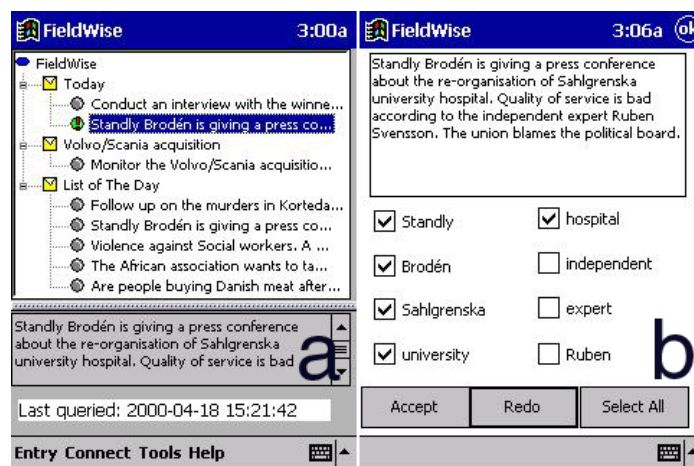 FieldWise 3:00a
FieldWise
Today
Conduct an interview with the winne...
Standly Brodén is giving a press co...
Volvo/Scania acquisition
Monitor the Volvo/Scania acquisitio...
List of The Day
Follow up on the murders in Korteda...
Standly Brodén is giving a press co...
Violence against Social workers. A ...
The African association wants to ta...
Are people buying Danish meat after...
Standly Brodén is giving a press conference
about the re-organisation of Sahlgrenska
university hospital. Quality of service is bad
a
Last queried: 2000-04-18 15:21:42
Entry Connect Tools Help
FieldWise 3:06a ok
Standly Brodén is giving a press conference
about the re-organisation of Sahlgrenska
university hospital. Quality of service is bad
according to the independent expert Ruben
Svensson. The union blames the political board.
Standly hospital
Brodén independent
Sahlgrenska expert
university Ruben
b
Accept Redo Select All